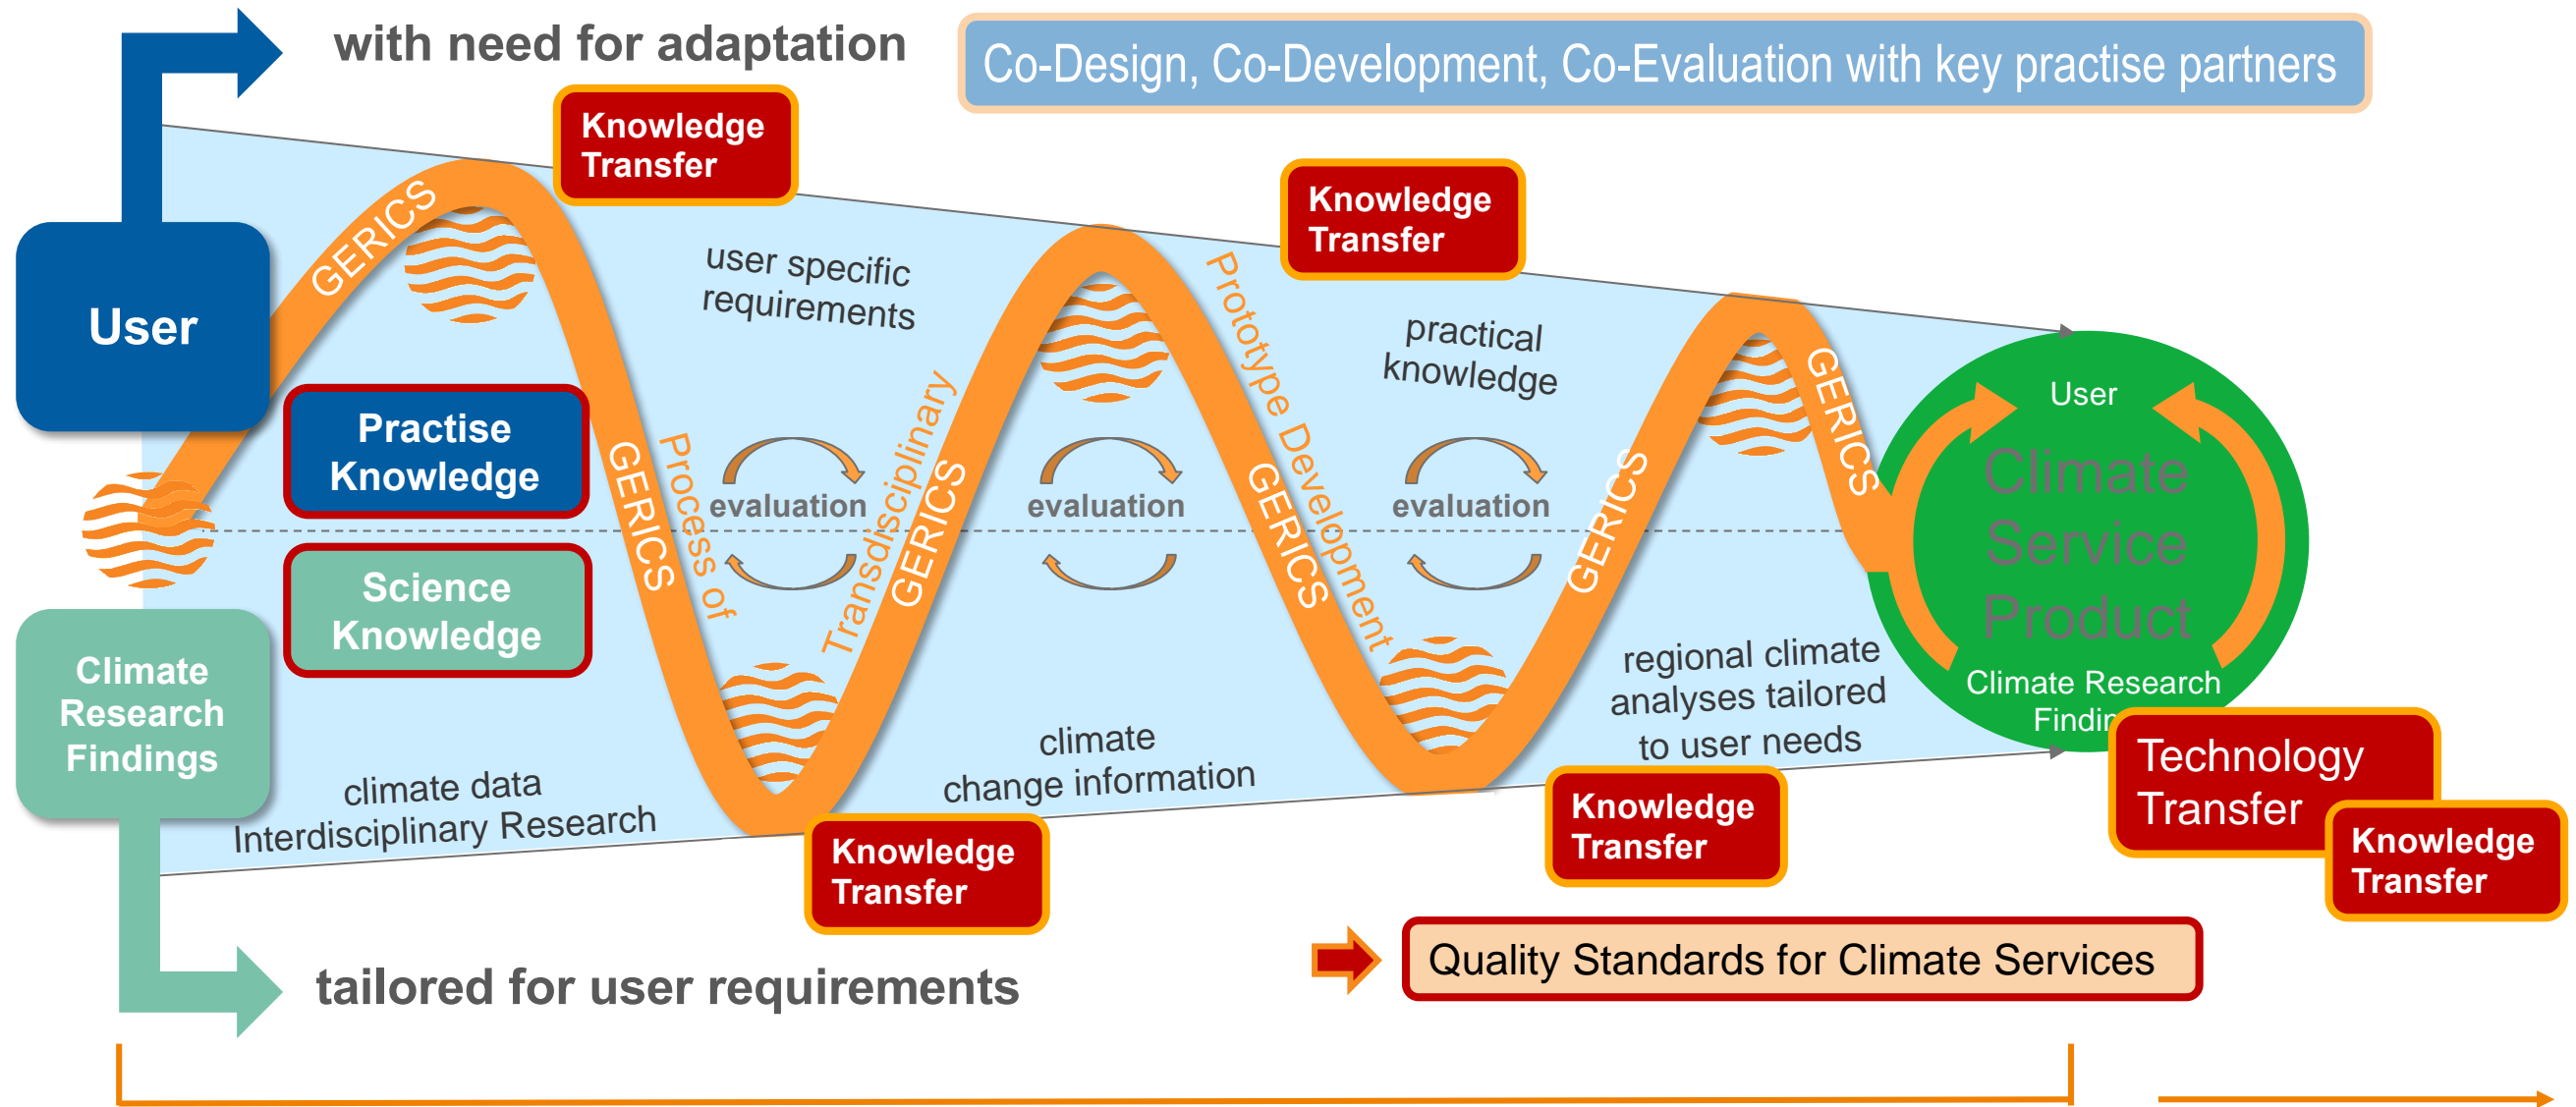 with need for adaptation
Co-Design, Co-Development, Co-Evaluation with key practise partners
Knowledge
Transfer
Knowledge
Transfer
User
GERICS
user specific
requirements
Prototype Development
practical
knowledge
Practise
Knowledge
GERICS
Process of
evaluation
Transdisciplinary
GERICS
evaluation
GERICS
evaluation
GERICS
GERICS
User
Climate
Service
Product
Climate Research
Science
Knowledge
Climate
Research
Findings
climate data
Interdisciplinary Research
climate
change information
regional climate
analyses tailored
to user needs
Knowledge
Transfer
Knowledge
Transfer
Technology
Transfer
Knowledge
Transfer
Quality Standards for Climate Services
tailored for user requirements